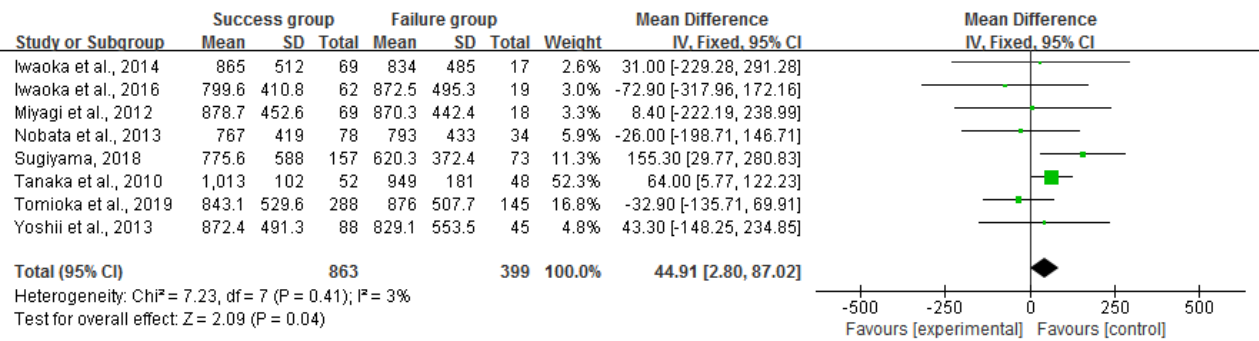 Success group Failure group Mean Difference Mean Difference
Study or Subgroup Mean SD Total Mean SD Total Weight IV, Fixed, 95% CI IV, Fixed, 95% CI
Iwaoka et al., 2014 865 512 69 834 485 17 2.6% 31.00 [-229.28, 291.28]
Iwaoka et al., 2016 799.6 410.8 62 872.5 495.3 19 3.0% -72.90 [-317.96, 172.16]
Miyagi et al., 2012 878.7 452.6 69 870.3 442.4 18 3.3% 8.40 [-222.19, 238.99]
Nobata et al., 2013 767 419 78 793 433 34 5.9% -26.00 [-198.71, 146.71]
Sugiyama, 2018 775.6 588 157 620.3 372.4 73 11.3% 155.30 [29.77, 280.83]
Tanaka et al., 2010 1,013 102 52 949 181 48 52.3% 64.00 [5.77, 122.23]
Tomioka et al., 2019 843.1 529.6 288 876 507.7 145 16.8% -32.90 [-135.71, 69.91]
Yoshii et al., 2013 872.4 491.3 88 829.1 553.5 45 4.8% 43.30 [-148.25, 234.85]
Total (95% CI) 863 399 100.0% 44.91 [2.80, 87.02]
Heterogeneity: Chi² = 7.23, df = 7 (P = 0.41); I² = 3%
Test for overall effect: Z = 2.09 (P = 0.04)
-500 -250 0 250 500
Favours [experimental] Favours [control]